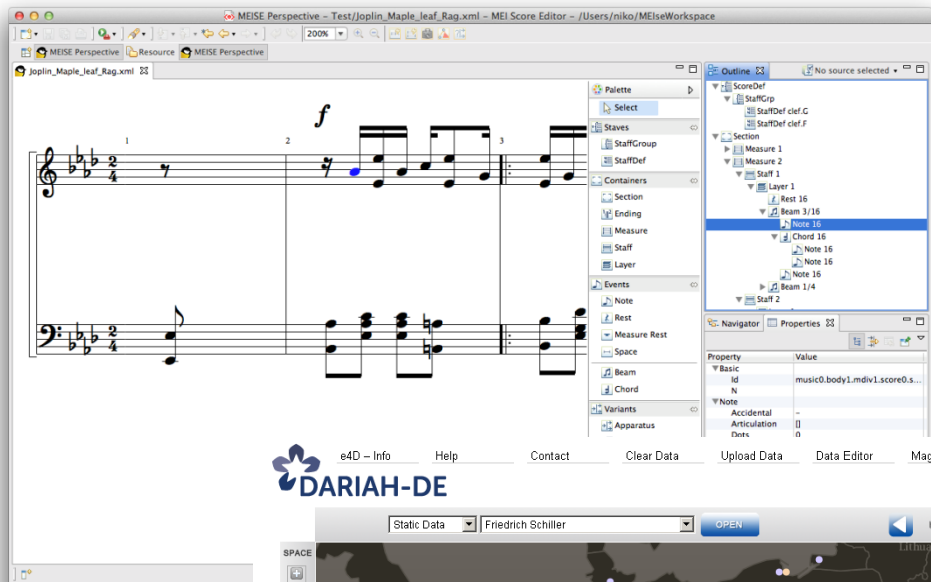 MEISE Perspective – Test/Joplin_Maple_leaf_Rag.xml – MEI Score Editor – /Users/niko/MEIseWorkspace
200%
MEISE Perspective Resource MEISE Perspective
Joplin_Maple_leaf_Rag.xml
f
1 2 3
2
4
2
4
Palette
Select
Staves
StaffGroup
StaffDef
Containers
Section
Ending
Measure
Staff
Layer
Events
Note
Rest
Measure Rest
Space
Beam
Chord
Variants
Apparatus
Outline No source selected
ScoreDef
StaffGrp
StaffDef clef.G
StaffDef clef.F
Section
Measure 1
Measure 2
Staff 1
Layer 1
Rest 16
Beam 3/16
Note 16
Chord 16
Note 16
Note 16
Note 16
Beam 1/4
Staff 2
Navigator Properties
Property Value
Basic
Id music0.body1.mdiv1.score0.s...
N
Note
Accidental –
Articulation []
Dots 0
DARIAH-DE
e4D – Info Help Contact Clear Data Upload Data Data Editor Mag
Static Data Friedrich Schiller OPEN
SPACE
Lithua